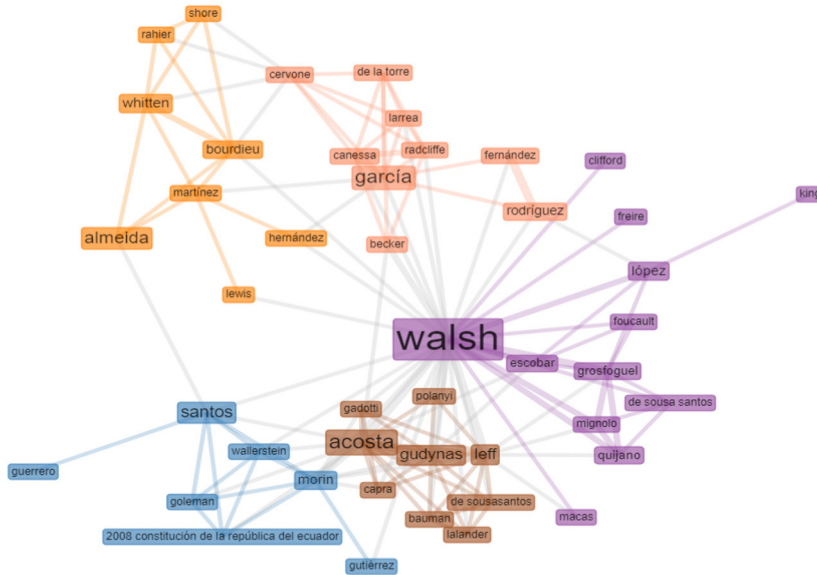 shore
rahier
cervone
de la torre
whitten
larrea
bourdieu
canessa
radcliffe
fernández
clifford
garcía
martínez
king
rodríguez
freire
almeida
hernández
becker
lópez
lewis
foucault
walsh
escobar
grosfoguel
polanyi
de sousa santos
santos
gadotti
mignolo
acosta
wallerstein
gudynas
leff
quijano
guerrero
morin
capra
goleman
de sousasantos
bauman
macas
2008 constitución de la república del ecuador
lalander
gutiérrez